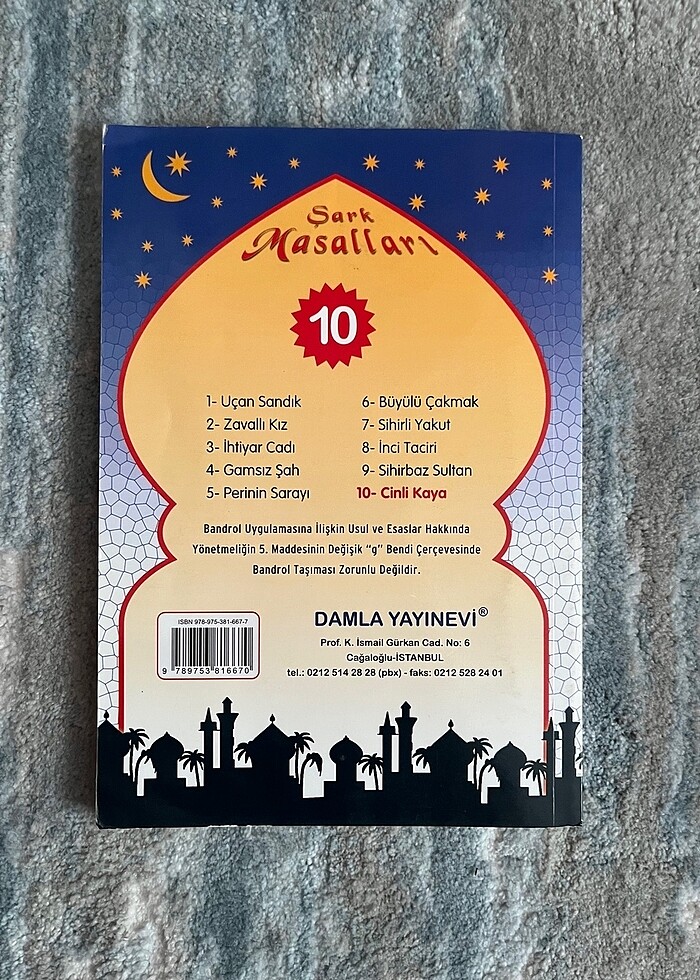 Şark
Masalları
10
1- Uçan Sandık
2- Zavallı Kız
3- İhtiyar Cadı
4- Gamsız Şah
5- Perinin Sarayı
6- Büyülü Çakmak
7- Sihirli Yakut
8- İnci Taciri
9- Sihirbaz Sultan
10- Cinli Kaya
Bandrol Uygulamasına İlişkin Usul ve Esaslar Hakkında
Yönetmeliğin 5. Maddesinin Değişik "g" Bendi Çerçevesinde
Bandrol Taşıması Zorunlu Değildir.
ISBN 978-975-381-667-7
9 789753 816670
DAMLA YAYINEVİ®
Prof. K. İsmail Gürkan Cad. No: 6
Cağaloğlu-İSTANBUL
tel.: 0212 514 28 28 (pbx) - faks: 0212 528 24 01